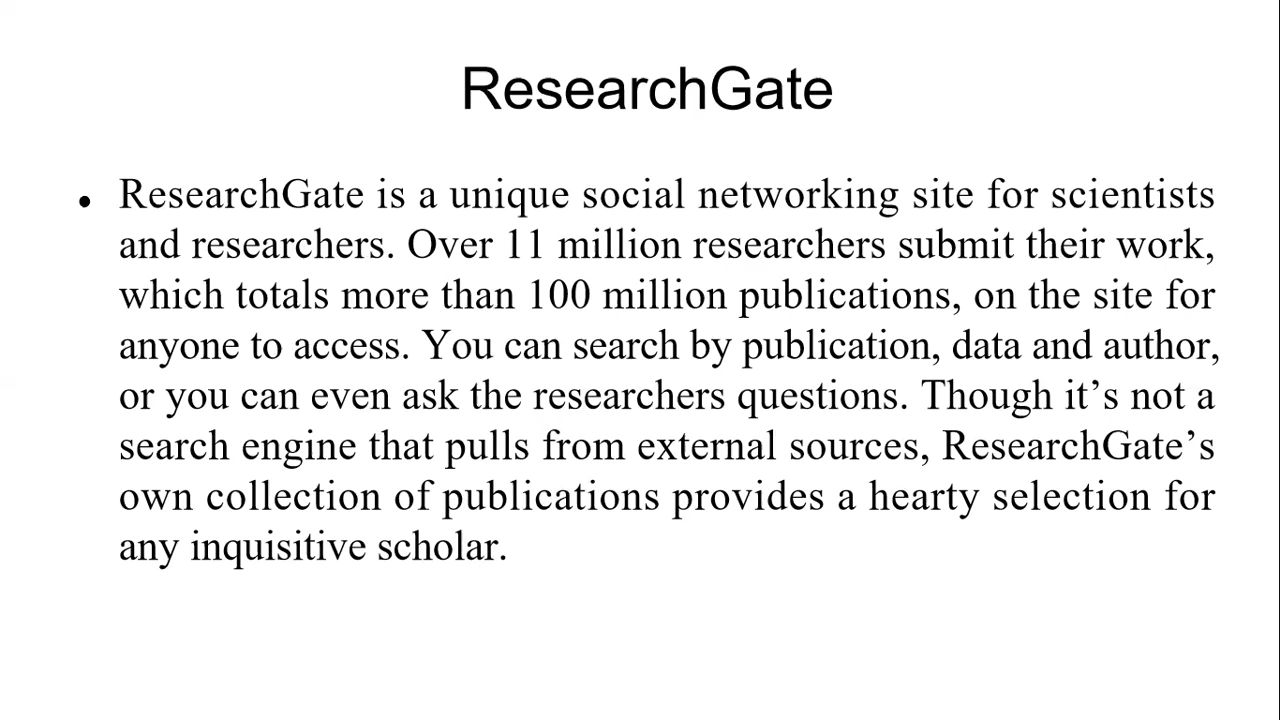 ResearchGate
• ResearchGate is a unique social networking site for scientists
and researchers. Over 11 million researchers submit their work,
which totals more than 100 million publications, on the site for
anyone to access. You can search by publication, data and author,
or you can even ask the researchers questions. Though it’s not a
search engine that pulls from external sources, ResearchGate’s
own collection of publications provides a hearty selection for
any inquisitive scholar.